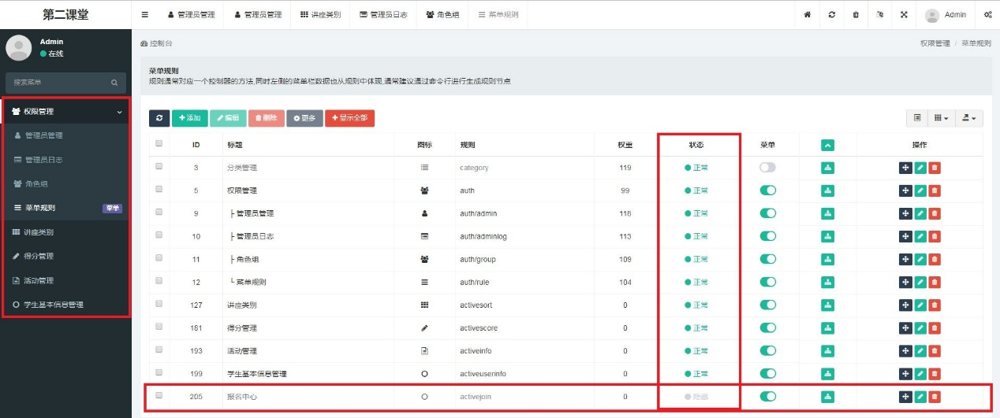 第二课堂 管理员管理 管理员管理 讲座类别 管理员日志 角色组 菜单规则 Admin
Admin
在线
搜索菜单
权限管理
管理员管理
管理员日志
角色组
菜单规则 菜单
讲座类别
得分管理
活动管理
学生基本信息管理
控制台 权限管理 / 菜单规则
菜单规则
规则通常对应一个控制器的方法,同时左侧的菜单栏数据也从规则中体现,通常建议通过命令行进行生成规则节点
添加 编辑 删除 更多 显示全部
ID 标题 图标 规则 权重 状态 菜单 操作
3 分类管理 category 119 正常
5 权限管理 auth 99 正常
9 ├ 管理员管理 auth/admin 118 正常
10 ├ 管理员日志 auth/adminlog 113 正常
11 ├ 角色组 auth/group 109 正常
12 └ 菜单规则 auth/rule 104 正常
127 讲座类别 activesort 0 正常
181 得分管理 activescore 0 正常
193 活动管理 activeinfo 0 正常
199 学生基本信息管理 activeuserinfo 0 正常
205 报名中心 activejoin 0 隐藏